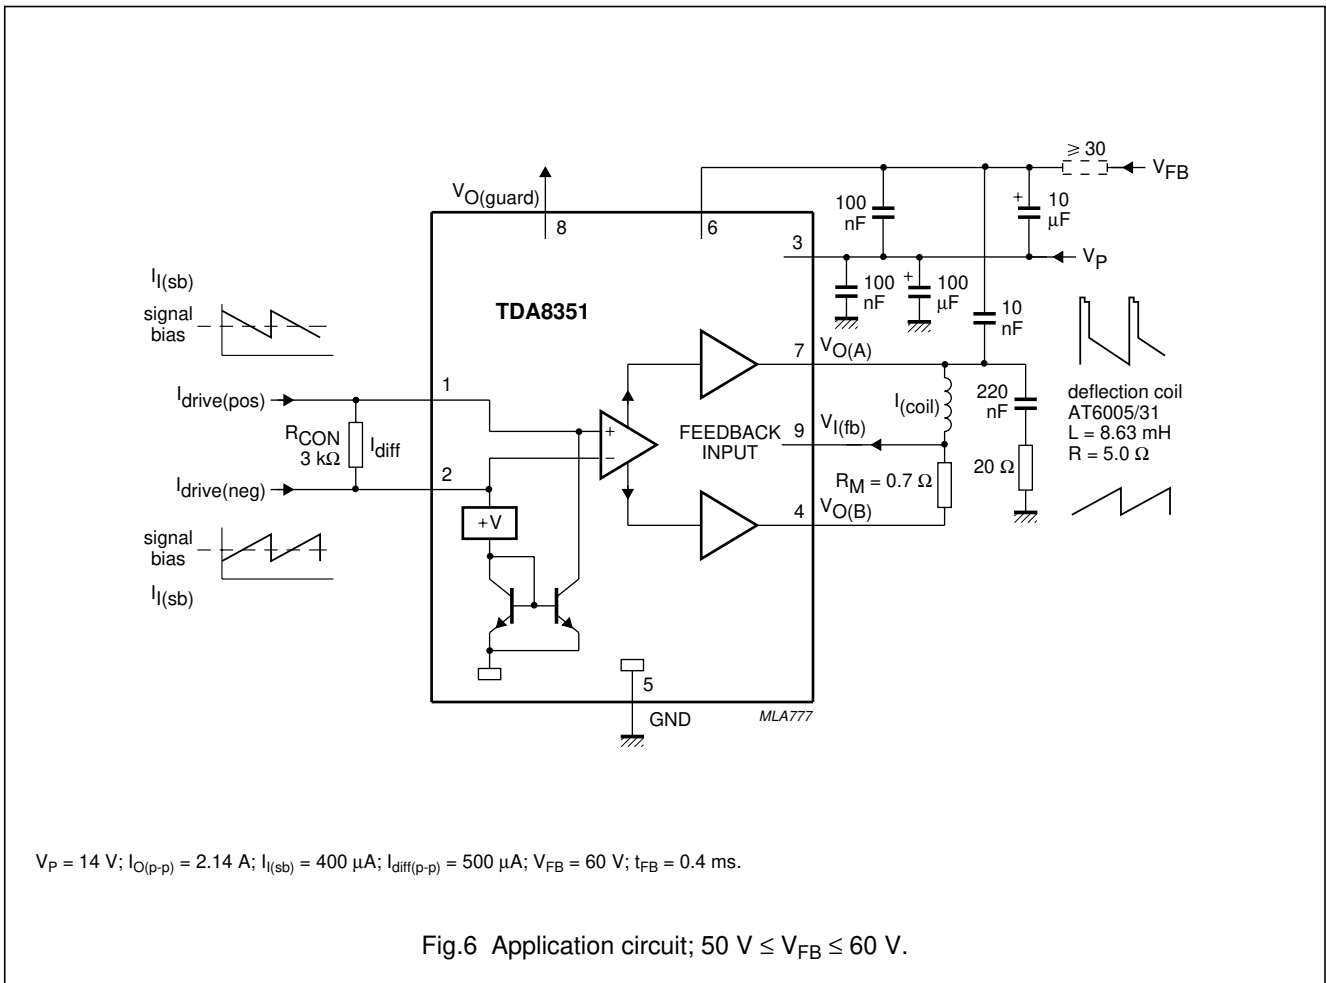 ≥ 30
V_FB
V_O(guard)
8
6
100 nF
+ 10 μF
3
V_P
100 nF
+ 100 μF
10 nF
I_I(sb)
signal bias
TDA8351
7
V_O(A)
I_(coil)
220 nF
deflection coil
AT6005/31
L = 8.63 mH
R = 5.0 Ω
1
I_drive(pos)
R_CON
3 kΩ
I_diff
+
−
FEEDBACK
INPUT
9
V_I(fb)
20 Ω
R_M = 0.7 Ω
2
I_drive(neg)
+V
4
V_O(B)
signal bias
I_I(sb)
5
GND
MLA777
V_P = 14 V; I_O(p-p) = 2.14 A; I_I(sb) = 400 μA; I_diff(p-p) = 500 μA; V_FB = 60 V; t_FB = 0.4 ms.
Fig.6 Application circuit; 50 V ≤ V_FB ≤ 60 V.